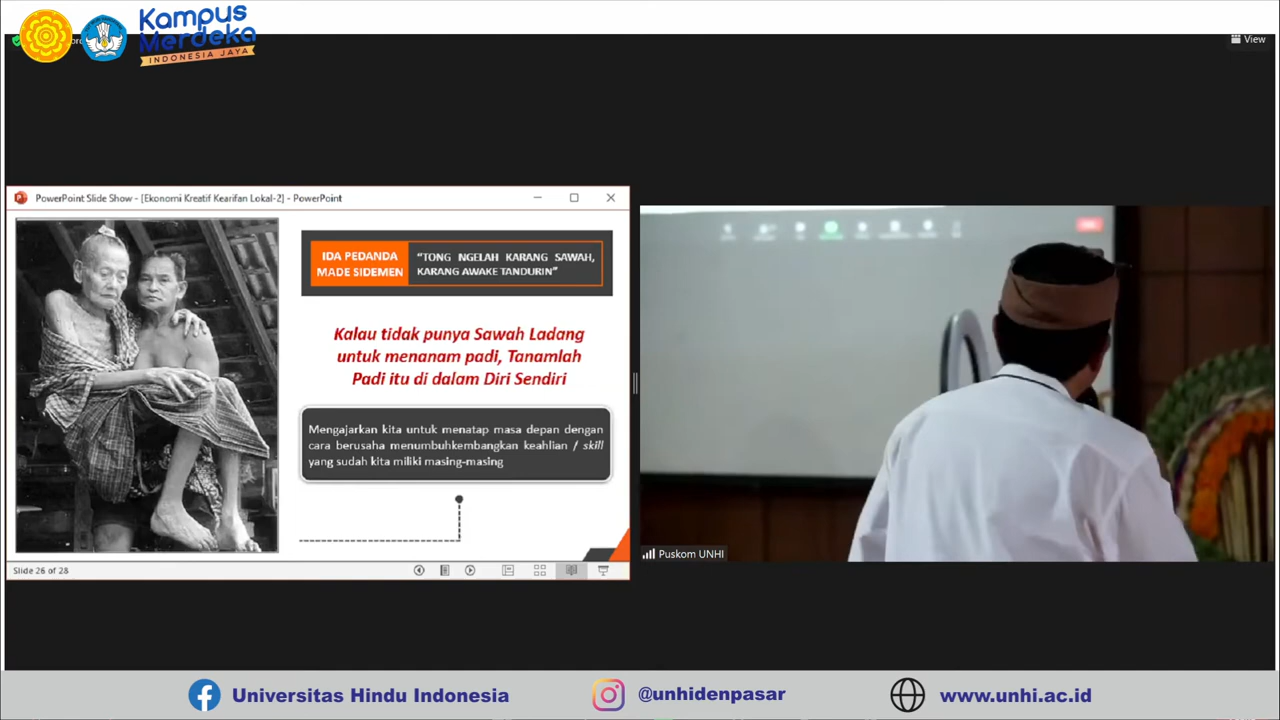 Kampus
Merdeka
INDONESIA JAYA
View
PowerPoint Slide Show - [Ekonomi Kreatif Kearifan Lokal-2] - PowerPoint
IDA PEDANDA
MADE SIDEMEN
"TONG NGELAH KARANG SAWAH,
KARANG AWAKE TANDURIN"
Kalau tidak punya Sawah Ladang
untuk menanam padi, Tanamlah
Padi itu di dalam Diri Sendiri
Mengajarkan kita untuk menatap masa depan dengan
cara berusaha menumbuhkembangkan keahlian / skill
yang sudah kita miliki masing-masing
Slide 26 of 28
Puskom UNHI
Universitas Hindu Indonesia
@unhidenpasar
www.unhi.ac.id